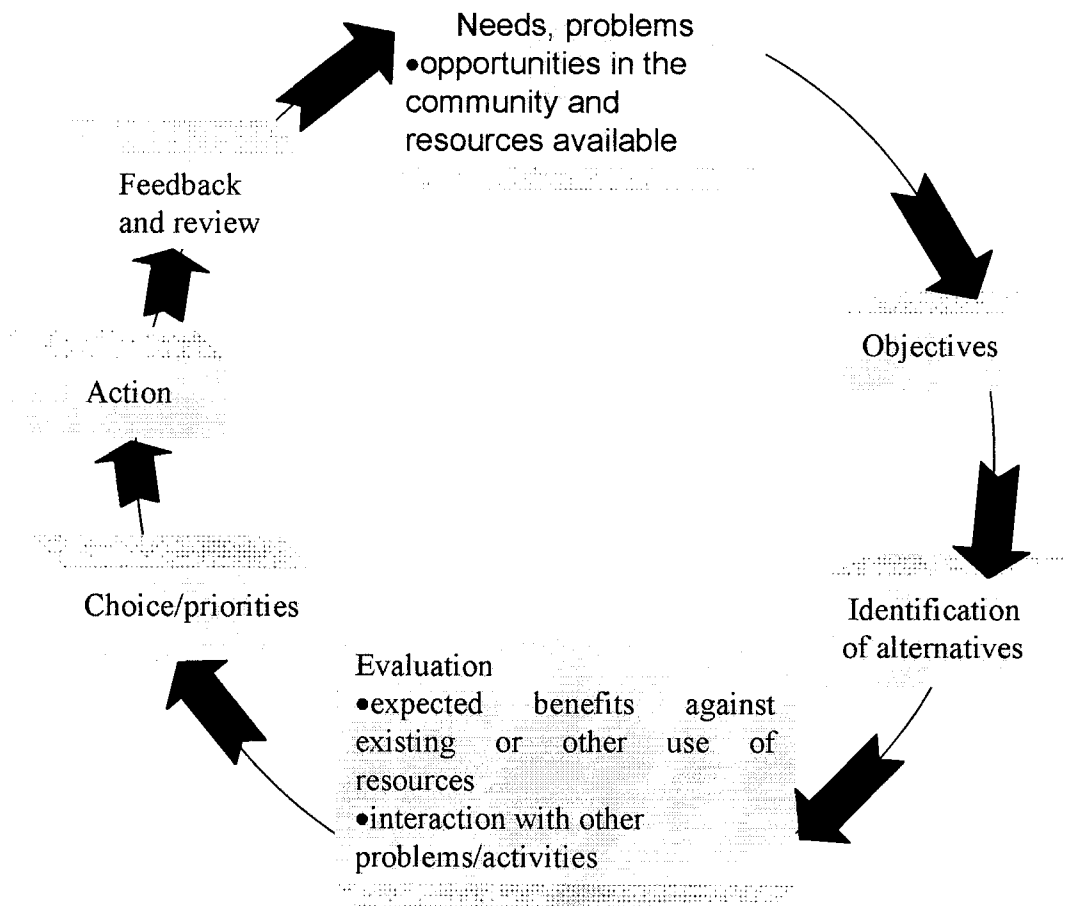 Needs, problems
•opportunities in the
community and
resources available
Objectives
Identification
of alternatives
Evaluation
•expected benefits against
existing or other use of
resources
•interaction with other
problems/activities
Choice/priorities
Action
Feedback
and review